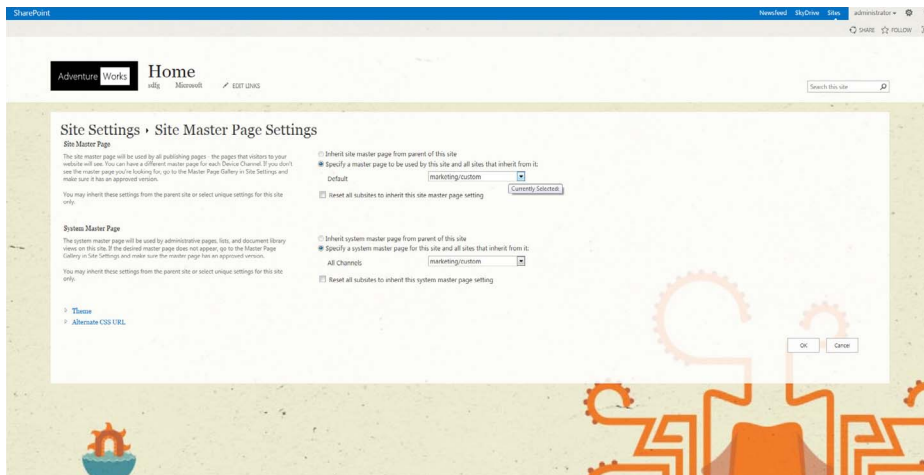 SharePoint
Newsfeed SkyDrive Sites administrator
SHARE FOLLOW
Adventure Works
Home
Microsoft EDIT LINKS
Search this site
Site Settings › Site Master Page Settings
Site Master Page
The site master page will be used by all publishing pages - the pages that visitors to your
website will see. You can have a different master page for each Device Channel. If you don't
see the master page you're looking for, go to the Master Page Gallery in Site Settings and
make sure it has an approved version.
You may inherit these settings from the parent site or select unique settings for this site
only.
Inherit site master page from parent of this site
Specify a master page to be used by this site and all sites that inherit from it:
Default marketing/custom
Currently Selected:
Reset all subsites to inherit this site master page setting
System Master Page
The system master page will be used by administrative pages, lists, and document library
views on this site. If the desired master page does not appear, go to the Master Page
Gallery in Site Settings and make sure the master page has an approved version.
You may inherit these settings from the parent site or select unique settings for this site
only.
Inherit system master page from parent of this site
Specify a system master page for this site and all sites that inherit from it:
All Channels marketing/custom
Reset all subsites to inherit this system master page setting
Theme
Alternate CSS URL
OK Cancel